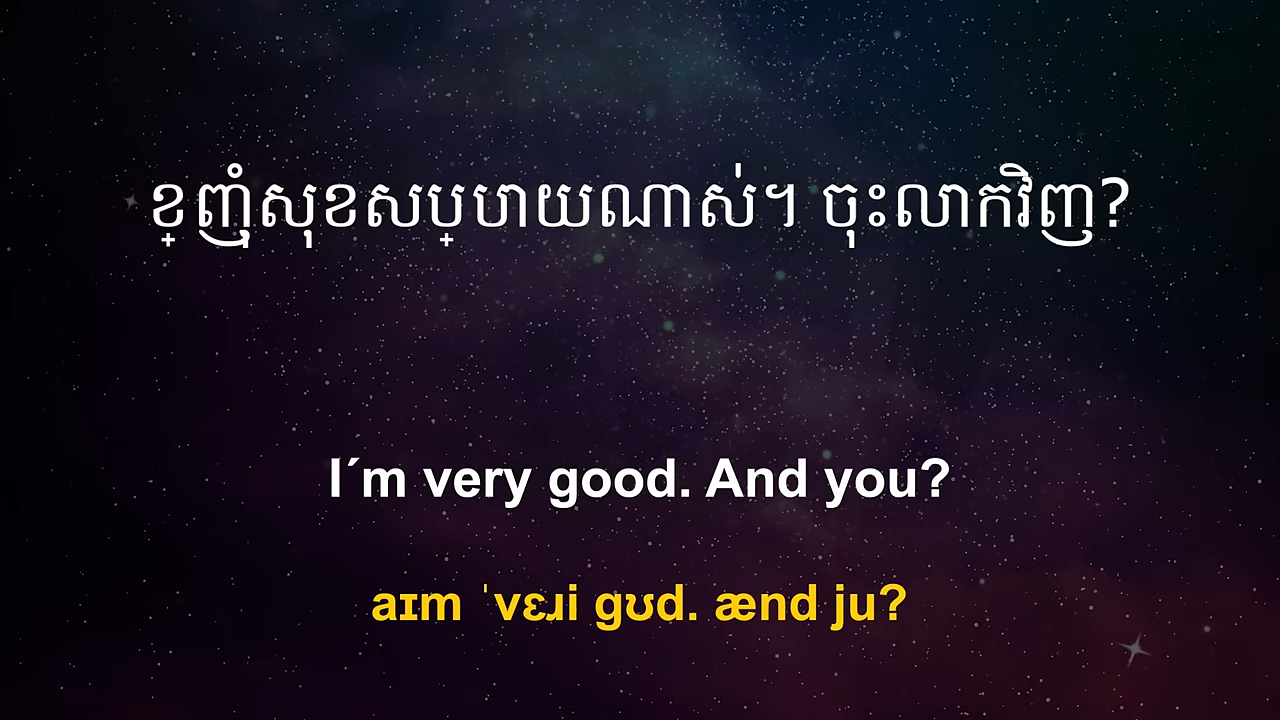 ខ្ញុំសុខសប្បាយណាស់។ ចុះលោកវិញ?
I´m very good. And you?
aɪm ˈvɛɹi gʊd. ænd ju?